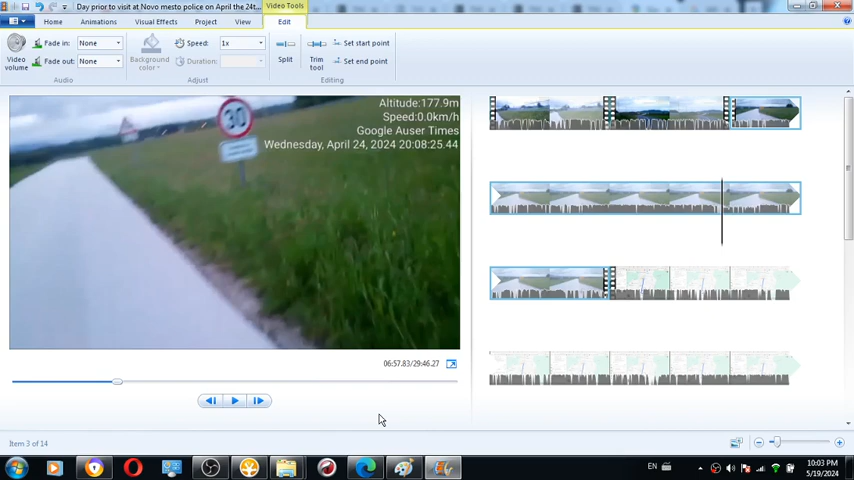 Day prior to visit at Novo mesto police on April the 24t...
Video Tools
Home
Animations
Visual Effects
Project
View
Edit
Video volume
Fade in:
None
Fade out:
None
Audio
Background color
Speed:
1x
Duration:
Adjust
Split
Trim tool
Set start point
Set end point
Editing
30
Altitude:177.9m
Speed:0.0km/h
Google Auser Times
Wednesday, April 24, 2024 20:08:25.44
06:57.83/29:46.27
Item 3 of 14
EN
10:03 PM
5/19/2024